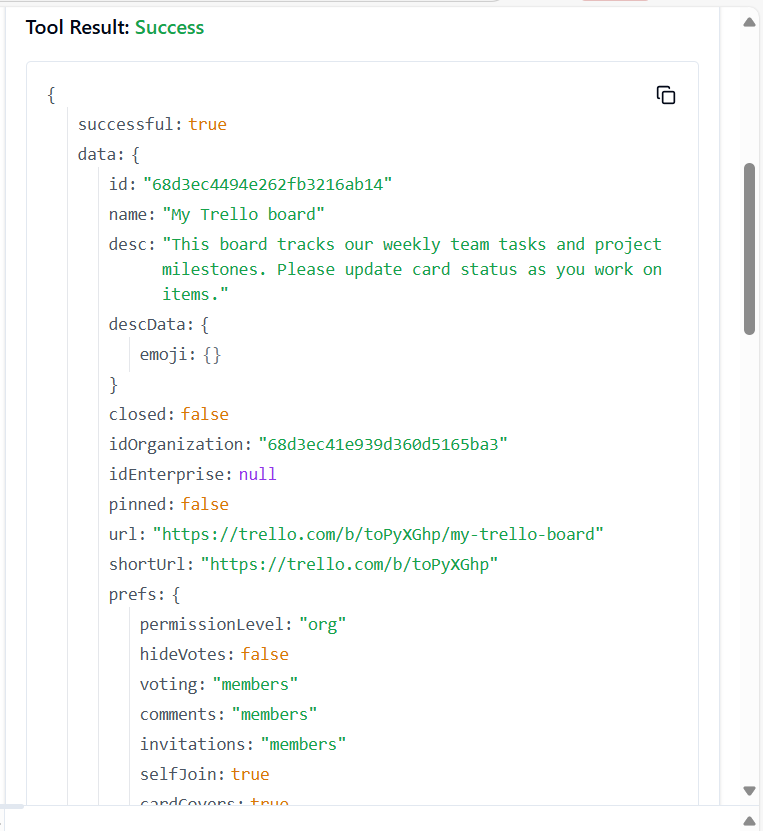 Tool Result: Success
{
successful: true
data: {
id: "68d3ec4494e262fb3216ab14"
name: "My Trello board"
desc: "This board tracks our weekly team tasks and project
milestones. Please update card status as you work on
items."
descData: {
emoji: {}
}
closed: false
idOrganization: "68d3ec41e939d360d5165ba3"
idEnterprise: null
pinned: false
url: "https://trello.com/b/toPyXGhp/my-trello-board"
shortUrl: "https://trello.com/b/toPyXGhp"
prefs: {
permissionLevel: "org"
hideVotes: false
voting: "members"
comments: "members"
invitations: "members"
selfJoin: true
cardCovers: true